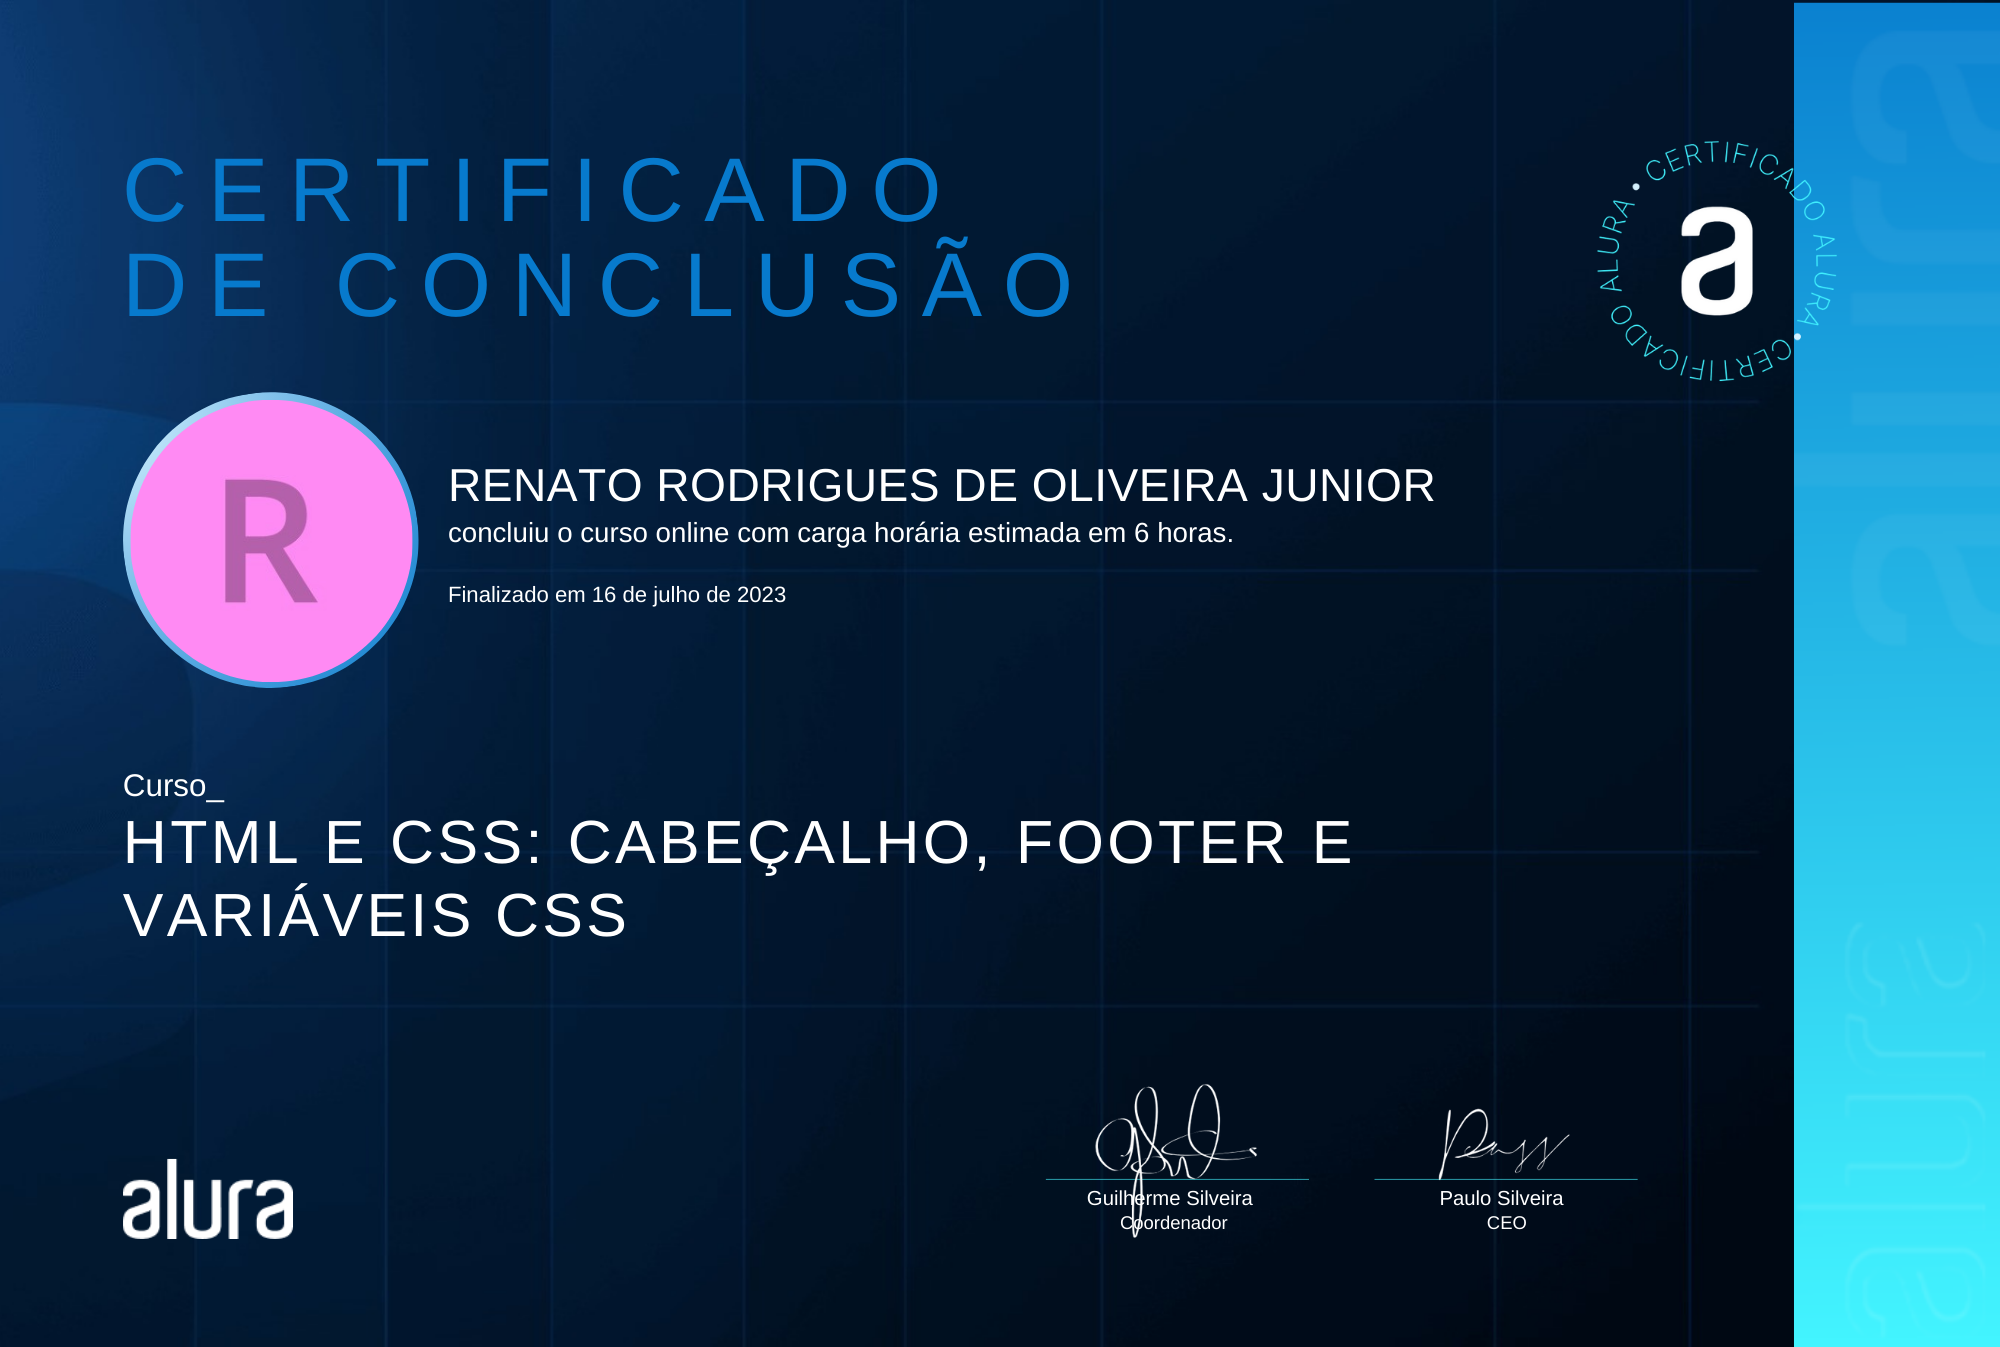 CERTIFICADO
DE CONCLUSÃO
CERTIFICADO ALURA • CERTIFICADO ALURA •
a
R
RENATO RODRIGUES DE OLIVEIRA JUNIOR
concluiu o curso online com carga horária estimada em 6 horas.
Finalizado em 16 de julho de 2023
Curso_
HTML E CSS: CABEÇALHO, FOOTER E
VARIÁVEIS CSS
alura
Guilherme Silveira
Coordenador
Paulo Silveira
CEO
alura
alura